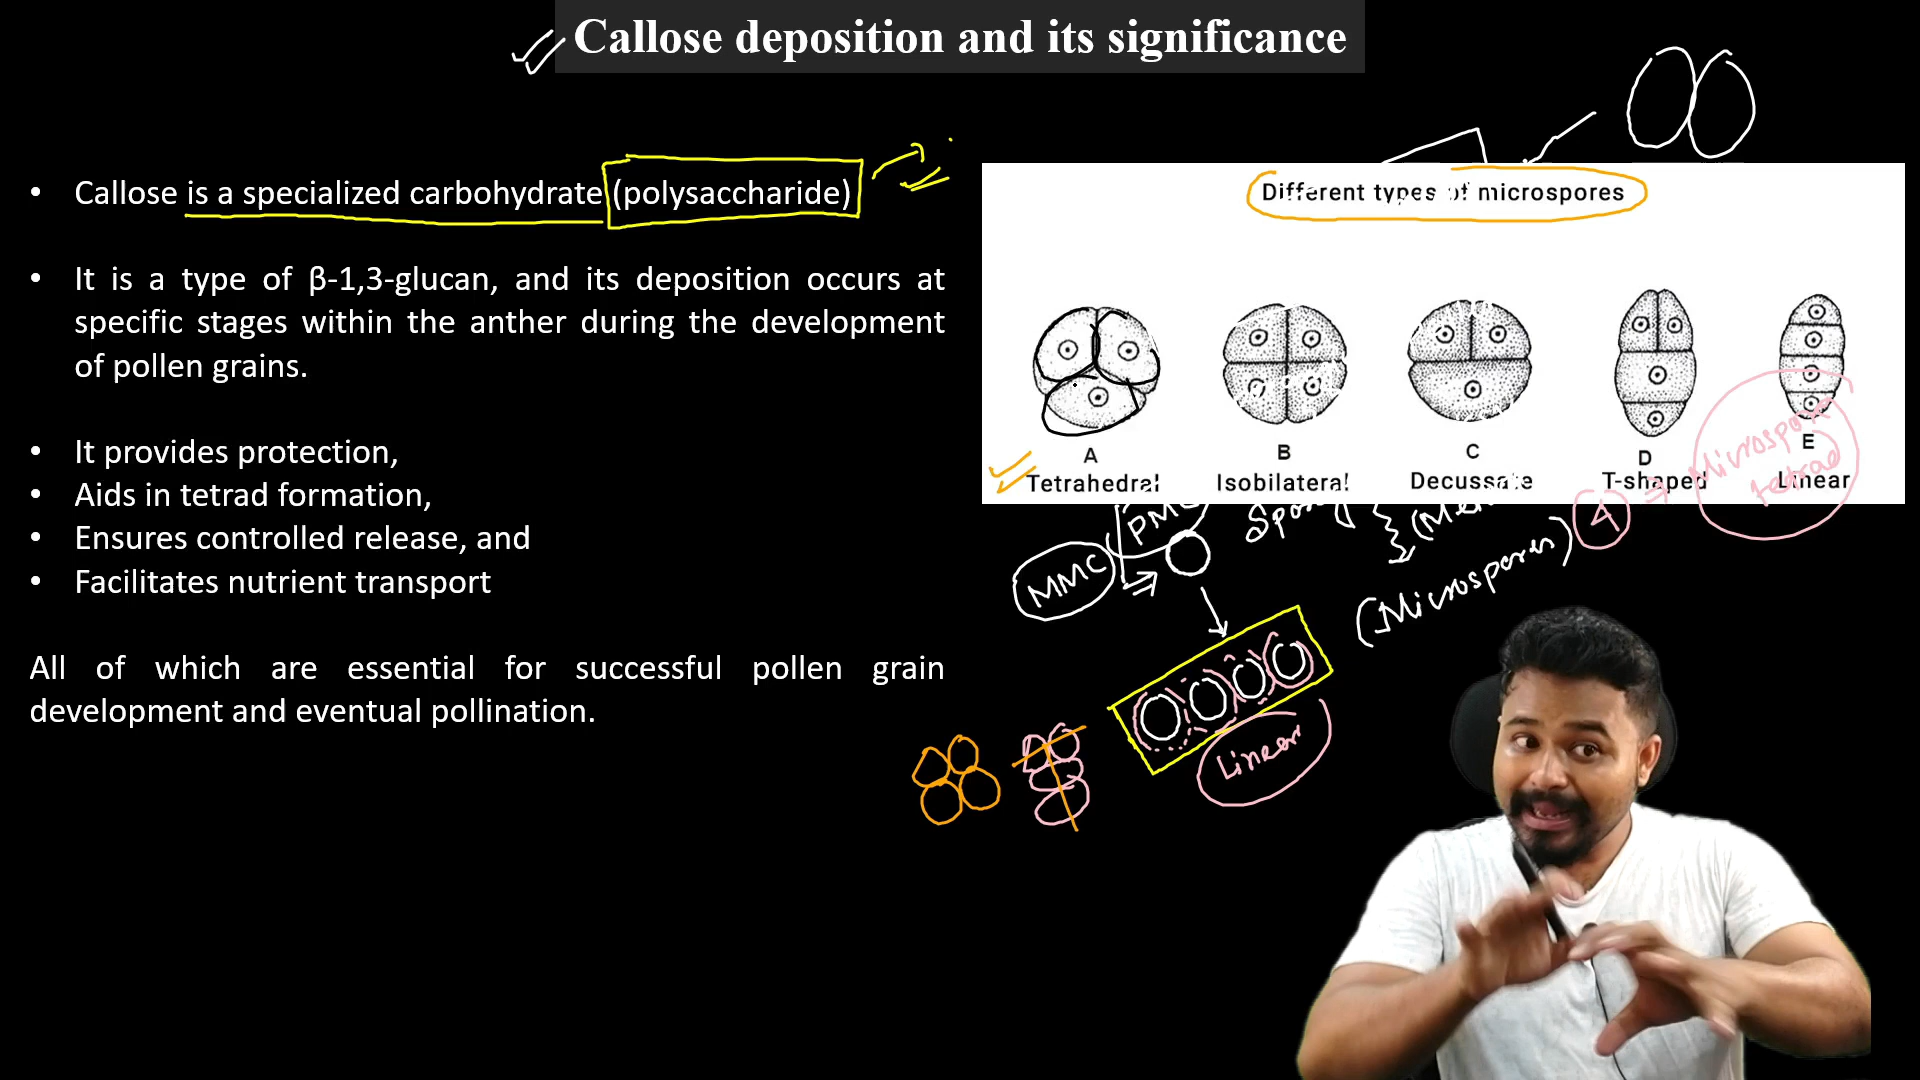 Callose deposition and its significance
• Callose is a specialized carbohydrate (polysaccharide)
• It is a type of β-1,3-glucan, and its deposition occurs at
specific stages within the anther during the development
of pollen grains.
• It provides protection,
• Aids in tetrad formation,
• Ensures controlled release, and
• Facilitates nutrient transport
All of which are essential for successful pollen grain
development and eventual pollination.
Different types of microspores
A B C D E
Tetrahedral Isobilateral Decussate T-shaped Linear
Microspore
tetrad
4
PMC
MMC
(Microspores)
Linear